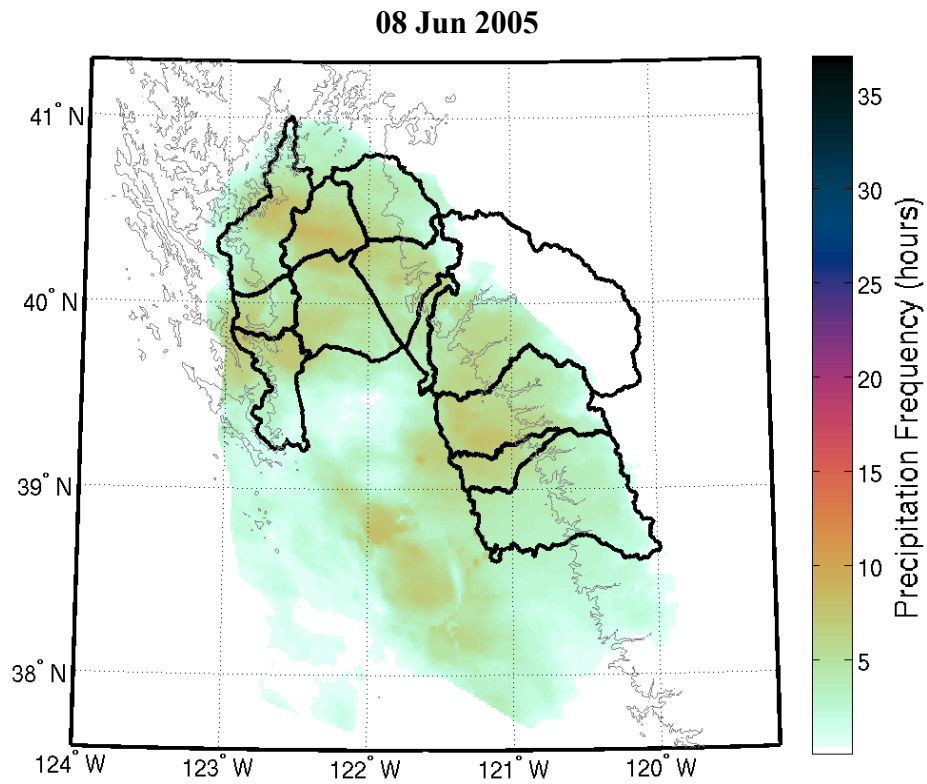 08 Jun 2005
41° N
40° N
39° N
38° N
124° W
123° W
122° W
121° W
120° W
35
30
25
20
15
10
5
Precipitation Frequency (hours)